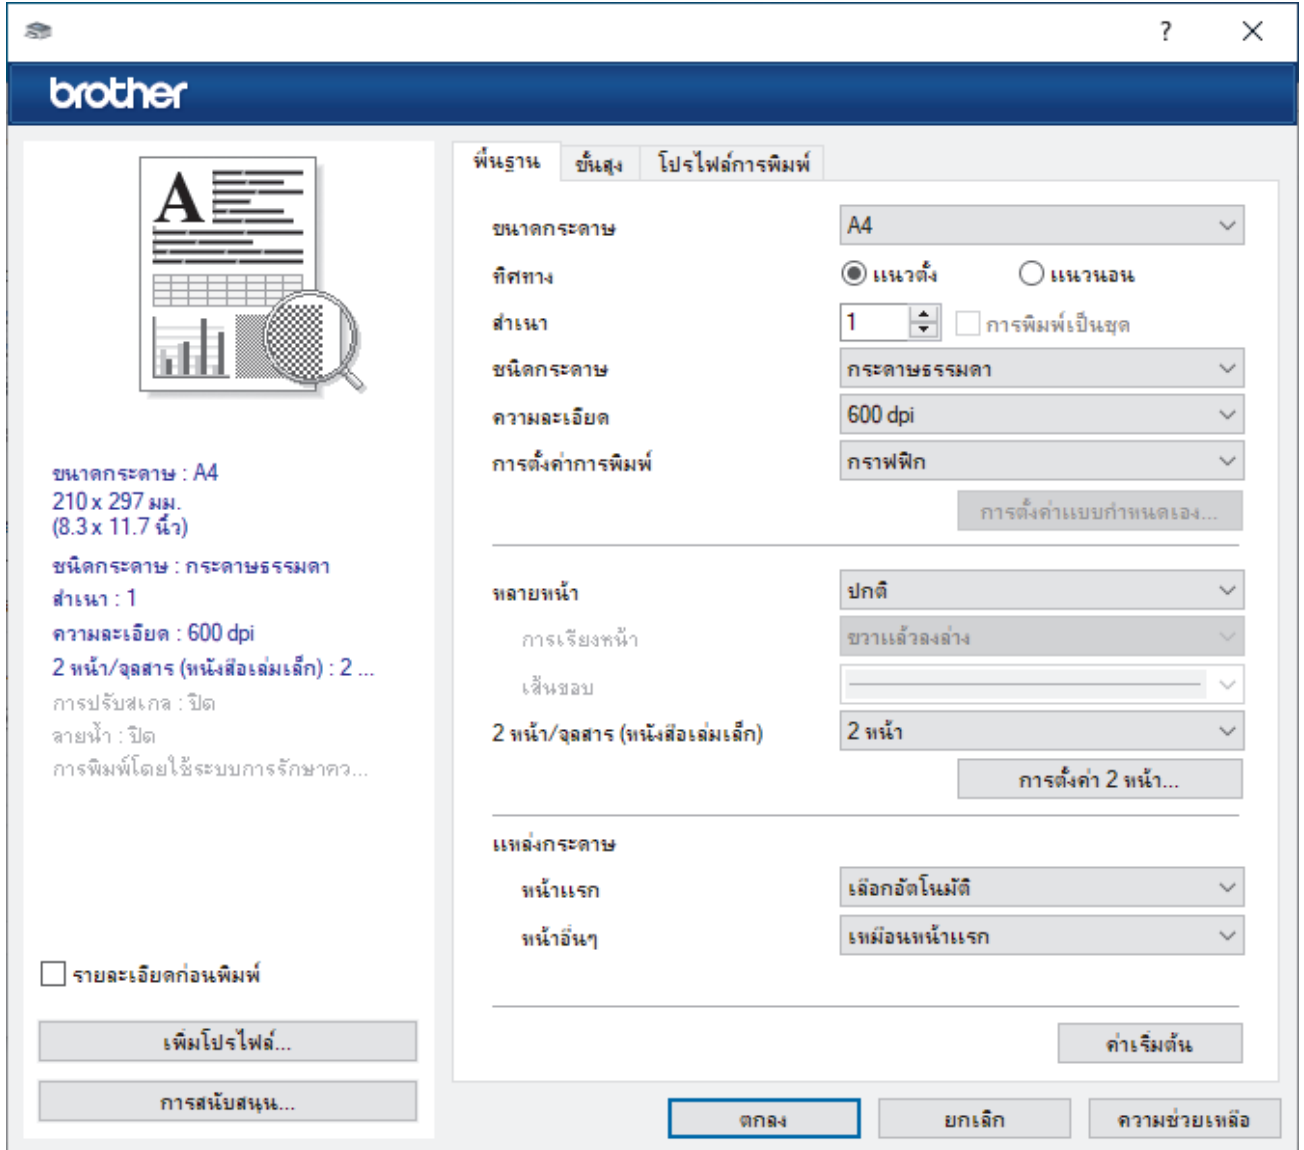 ?
brother
A
พื้นฐาน ขั้นสูง โปรไฟล์การพิมพ์
ขนาดกระดาษ A4
ทิศทาง แนวตั้ง แนวนอน
สำเนา 1 การพิมพ์เป็นชุด
ชนิดกระดาษ กระดาษธรรมดา
ความละเอียด 600 dpi
การตั้งค่าการพิมพ์ กราฟฟิก
การตั้งค่าแบบกำหนดเอง...
หลายหน้า ปกติ
การเรียงหน้า ขวาแล้วลงล่าง
เส้นขอบ
2 หน้า/จุลสาร (หนังสือเล่มเล็ก) 2 หน้า
การตั้งค่า 2 หน้า...
แหล่งกระดาษ
หน้าแรก เลือกอัตโนมัติ
หน้าอื่นๆ เหมือนหน้าแรก
ค่าเริ่มต้น
ขนาดกระดาษ : A4
210 x 297 มม.
(8.3 x 11.7 นิ้ว)
ชนิดกระดาษ : กระดาษธรรมดา
สำเนา : 1
ความละเอียด : 600 dpi
2 หน้า/จุลสาร (หนังสือเล่มเล็ก) : 2 ...
การปรับสเกล : ปิด
ลายน้ำ : ปิด
การพิมพ์โดยใช้ระบบการรักษาคว...
รายละเอียดก่อนพิมพ์
เพิ่มโปรไฟล์...
การสนับสนุน...
ตกลง ยกเลิก ความช่วยเหลือ